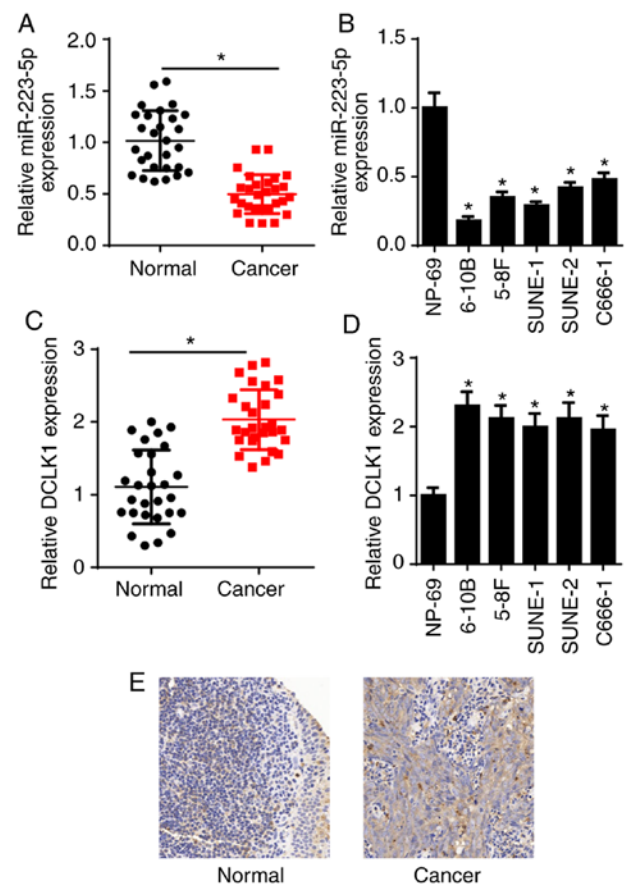 A
Relative miR-223-5p
expression
2.0
1.5
1.0
0.5
0.0
*
Normal
Cancer
B
Relative miR-223-5p
expression
1.5
1.0
0.5
0.0
* * * * *
NP-69
6-10B
5-8F
SUNE-1
SUNE-2
C666-1
C
Relative DCLK1 expression
3
2
1
0
*
Normal
Cancer
D
Relative DCLK1 expression
3
2
1
0
* * * * *
NP-69
6-10B
5-8F
SUNE-1
SUNE-2
C666-1
E
Normal
Cancer